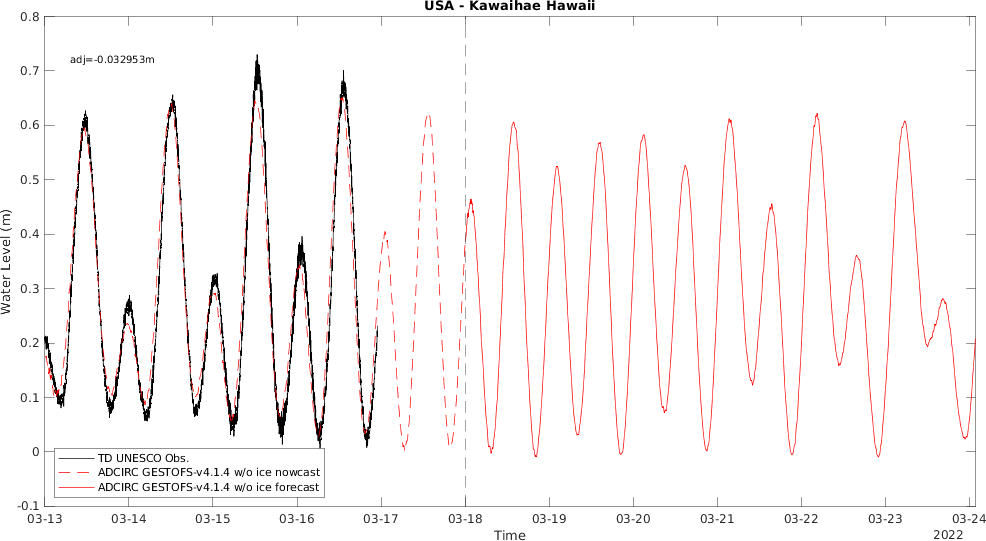 USA - Kawaihae Hawaii
adj=-0.032953m
Water Level (m)
0.8
0.7
0.6
0.5
0.4
0.3
0.2
0.1
0
-0.1
TD UNESCO Obs.
ADCIRC GESTOFS-v4.1.4 w/o ice nowcast
ADCIRC GESTOFS-v4.1.4 w/o ice forecast
03-13 03-14 03-15 03-16 03-17 03-18 03-19 03-20 03-21 03-22 03-23 03-24
Time
2022